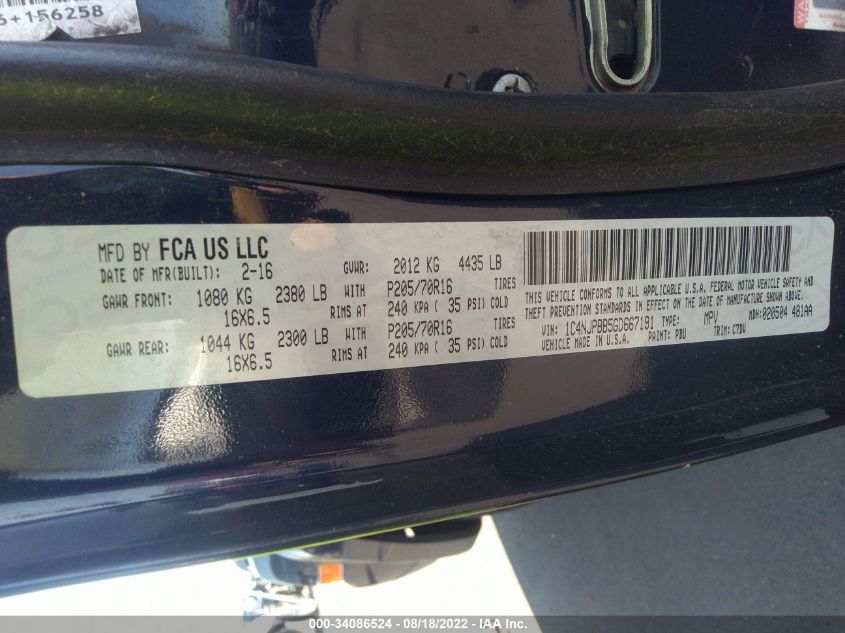 6+156258
MFD BY FCA US LLC
DATE OF MFR(BUILT): 2-16 GVWR: 2012 KG 4435 LB
GAWR FRONT: 1080 KG 2380 LB WITH P205/70R16 TIRES
16X6.5 RIMS AT 240 KPA ( 35 PSI) COLD
GAWR REAR: 1044 KG 2300 LB WITH P205/70R16 TIRES
16X6.5 RIMS AT 240 KPA ( 35 PSI) COLD
THIS VEHICLE CONFORMS TO ALL APPLICABLE U.S.A. FEDERAL MOTOR VEHICLE SAFETY AND
THEFT PREVENTION STANDARDS IN EFFECT ON THE DATE OF MANUFACTURE SHOWN ABOVE.
VIN: 1C4NJPBB5GD667191 TYPE: MPV MDH:020504 481AA
VEHICLE MADE IN U.S.A. PAINT: PBU TRIM: C7DV
000-34086524 - 08/18/2022 - IAA Inc.